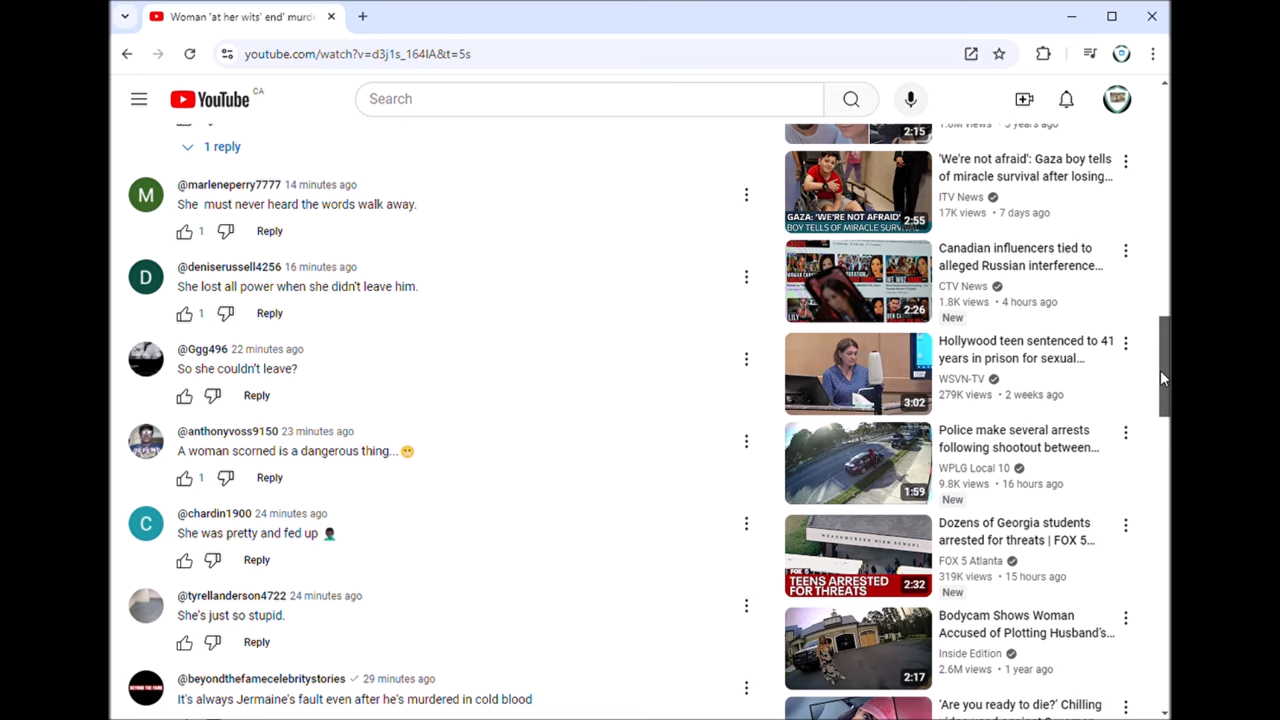 Woman 'at her wits' end' murde
youtube.com/watch?v=d3j1s_164IA&t=5s
YouTube CA
Search
1 reply
M
@marleneperry7777 14 minutes ago
She must never heard the words walk away.
1 Reply
D
@deniserussell4256 16 minutes ago
She lost all power when she didn't leave him.
1 Reply
@Ggg496 22 minutes ago
So she couldn't leave?
Reply
@anthonyvoss9150 23 minutes ago
A woman scorned is a dangerous thing...😬
1 Reply
C
@chardin1900 24 minutes ago
She was pretty and fed up 🤦🏿‍♂️
Reply
@tyrellanderson4722 24 minutes ago
She's just so stupid.
Reply
@beyondthefamecelebritystories 29 minutes ago
It's always Jermaine's fault even after he's murdered in cold blood
2:15
1.8M views • 5 years ago
GAZA: 'WE'RE NOT AFRAID'
BOY TELLS OF MIRACLE SURVIVAL
2:55
'We're not afraid': Gaza boy tells
of miracle survival after losing...
ITV News
17K views • 7 days ago
2:26
Canadian influencers tied to
alleged Russian interference...
CTV News
1.8K views • 4 hours ago
New
3:02
Hollywood teen sentenced to 41
years in prison for sexual...
WSVN-TV
279K views • 2 weeks ago
1:59
Police make several arrests
following shootout between...
WPLG Local 10
9.8K views • 16 hours ago
New
MEADOWCREEK HIGH SCHOOL
FOX 5
TEENS ARRESTED
FOR THREATS
2:32
Dozens of Georgia students
arrested for threats | FOX 5...
FOX 5 Atlanta
319K views • 15 hours ago
New
2:17
Bodycam Shows Woman
Accused of Plotting Husband's...
Inside Edition
2.6M views • 1 year ago
'Are you ready to die?' Chilling